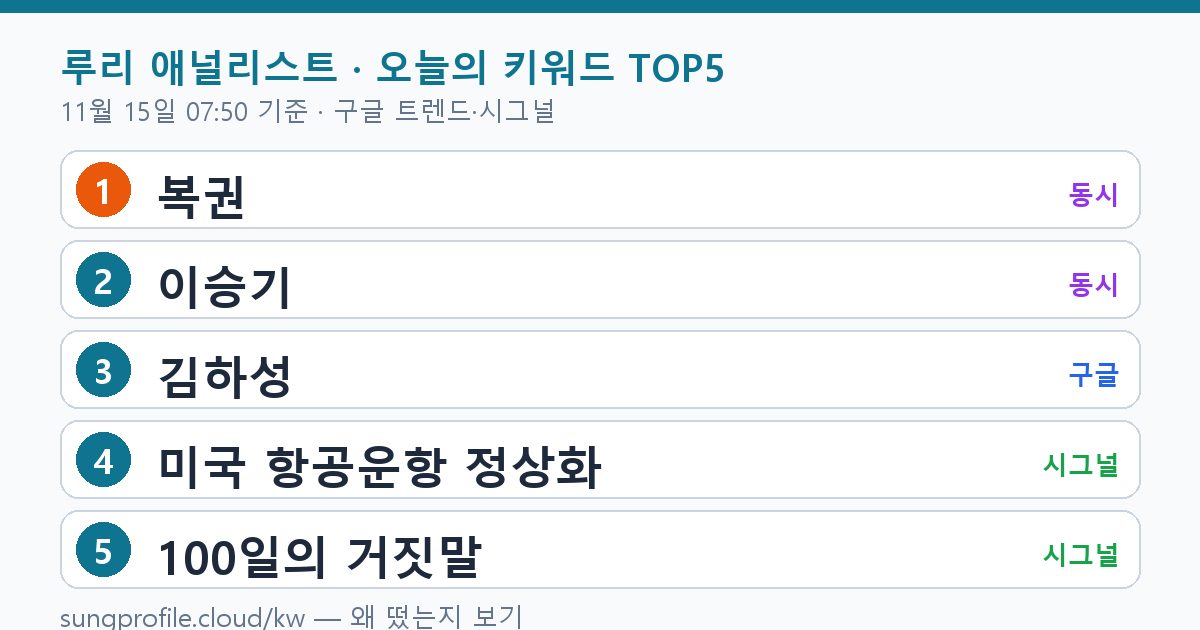 루리 애널리스트 · 오늘의 키워드 TOP5
11월 15일 07:50 기준 · 구글 트렌드·시그널
1 복권 동시
2 이승기 동시
3 김하성 구글
4 미국 항공운항 정상화 시그널
5 100일의 거짓말 시그널
sungprofile.cloud/kw — 왜 떴는지 보기